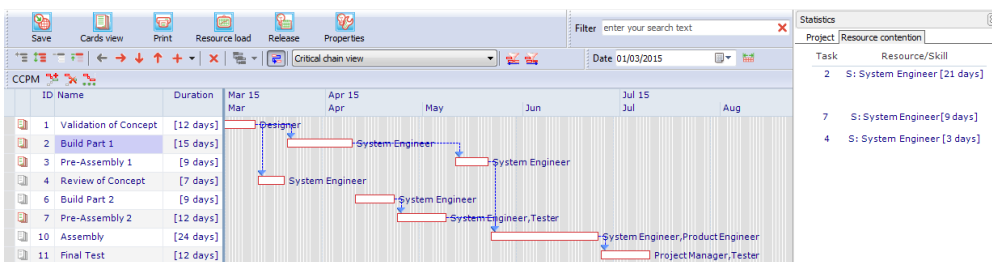 Save Cards view Print Resource load Release Properties
Filter enter your search text
Statistics
Project Resource contention
Critical chain view
Date 01/03/2015
Task Resource/Skill
CCPM
2 S: System Engineer [21 days]
ID Name Duration Mar 15 Apr 15 Jul 15
Mar Apr May Jun Jul Aug
7 S: System Engineer[9 days]
1 Validation of Concept [12 days] Designer
4 S: System Engineer [3 days]
2 Build Part 1 [15 days] System Engineer
3 Pre-Assembly 1 [9 days] System Engineer
4 Review of Concept [7 days] System Engineer
6 Build Part 2 [9 days] System Engineer
7 Pre-Assembly 2 [12 days] System Engineer,Tester
10 Assembly [24 days] System Engineer,Product Engineer
11 Final Test [12 days] Project Manager,Tester